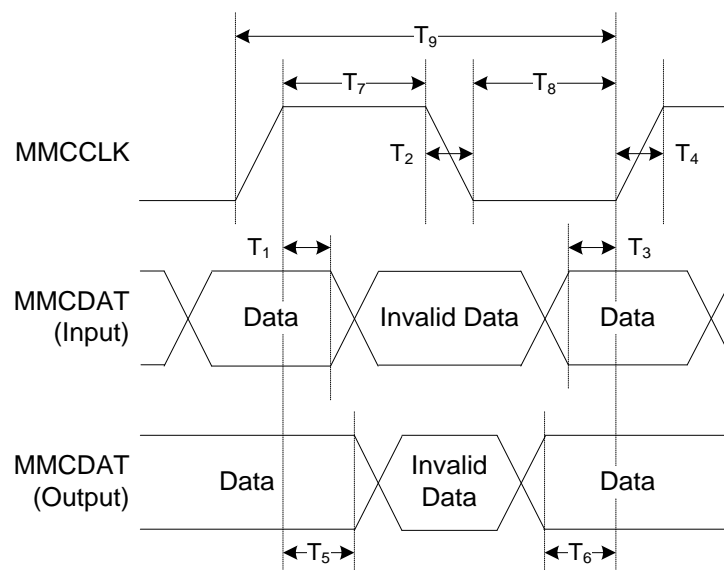 T9
T7
T8
MMCCLK
T2
T4
T1
T3
MMCDAT
(Input)
Data
Invalid Data
Data
MMCDAT
(Output)
Data
Invalid
Data
Data
T5
T6